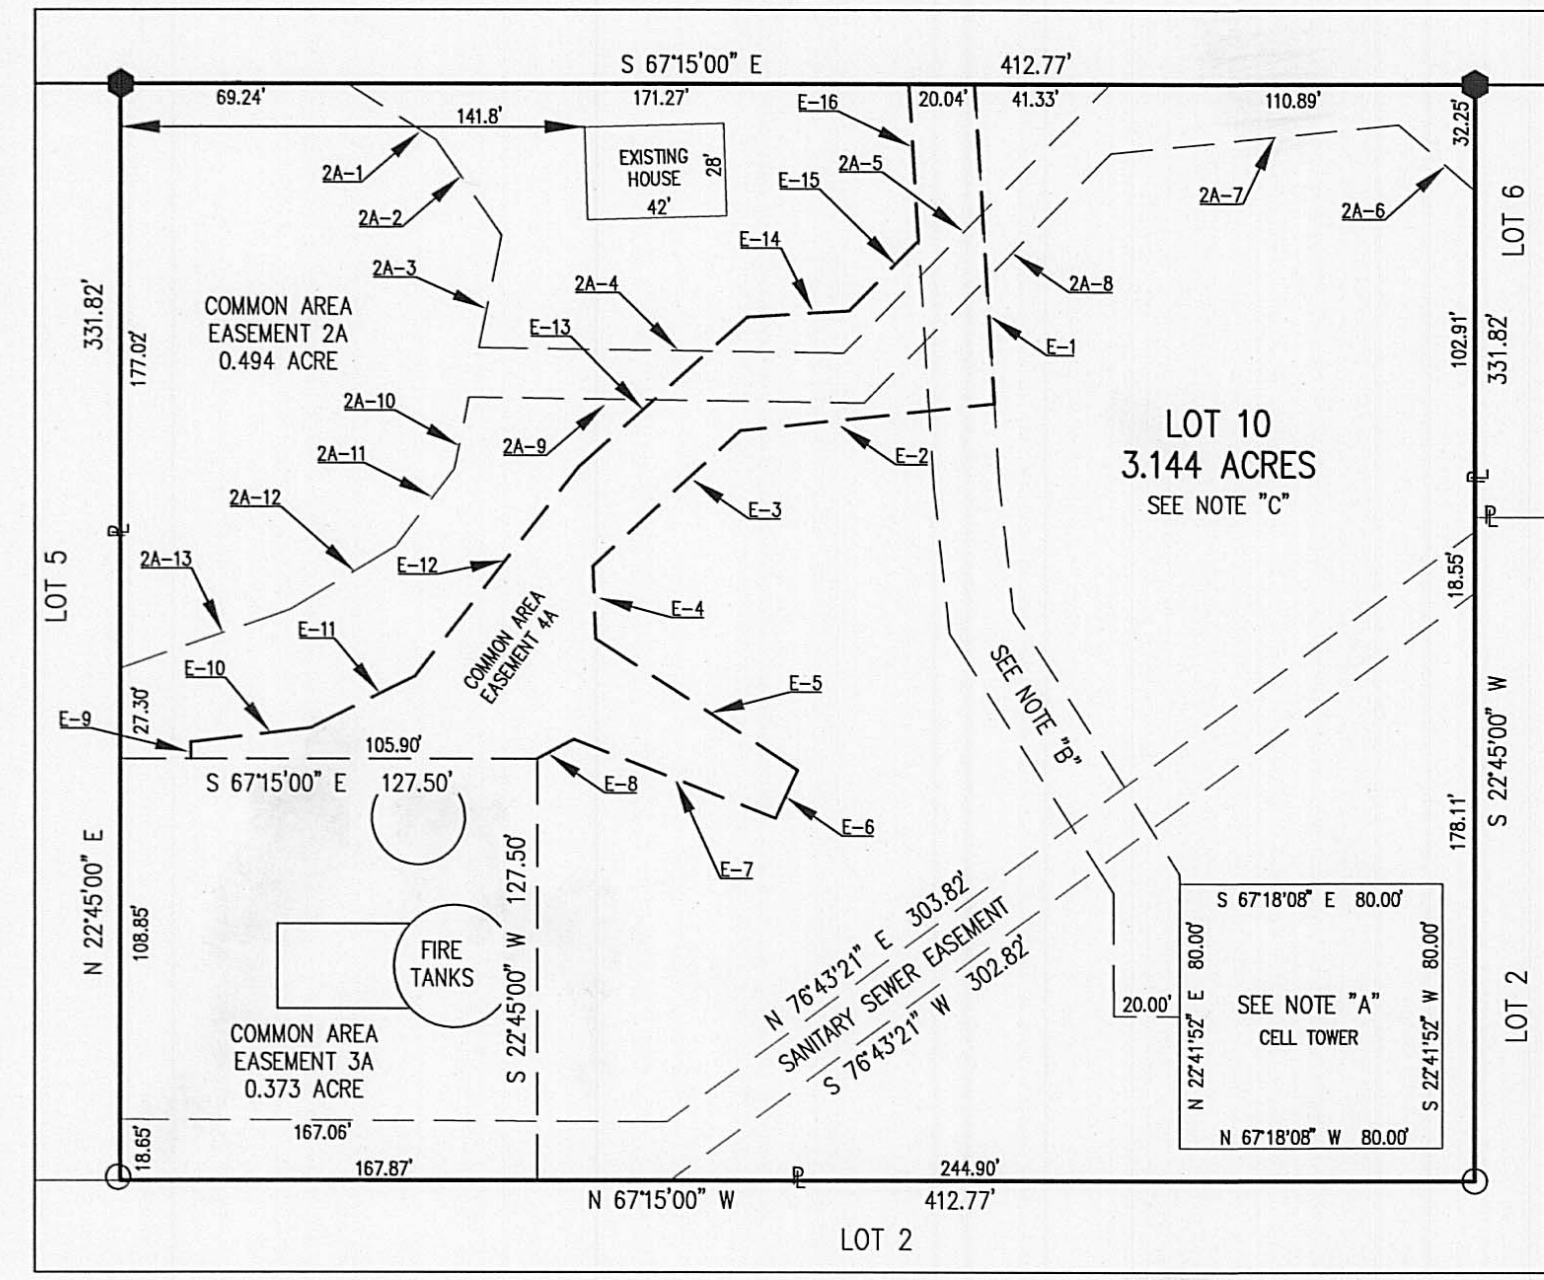 S 67°15'00" E
412.77'
69.24'
141.8'
171.27'
E-16
20.04'
41.33'
110.89'
32.25'
2A-1
2A-2
EXISTING
HOUSE
28'
42'
E-15
2A-5
2A-7
2A-6
LOT 6
E-14
2A-3
2A-4
2A-8
E-13
E-1
331.82'
177.02'
COMMON AREA
EASEMENT 2A
0.494 ACRE
102.91'
331.82'
2A-10
2A-11
2A-9
E-2
LOT 10
3.144 ACRES
SEE NOTE "C"
2A-12
E-3
PL
PL
PL
2A-13
E-12
LOT 5
18.55'
E-4
COMMON AREA
EASEMENT 4A
E-11
E-10
E-5
SEE NOTE "B"
S 22°45'00" W
27.30'
E-9
105.90'
S 67°15'00" E
127.50'
E-8
E-6
E-7
178.11'
N 22°45'00" E
108.85'
S 22°45'00" W 127.50'
FIRE
TANKS
N 76°43'21" E 303.82'
SANITARY SEWER EASEMENT
S 76°43'21" W 302.82'
S 67°18'08" E 80.00'
N 22°41'52" E 80.00'
S 22°41'52" W 80.00'
SEE NOTE "A"
CELL TOWER
20.00'
LOT 2
COMMON AREA
EASEMENT 3A
0.373 ACRE
N 67°18'08" W 80.00'
18.65'
167.06'
167.87'
PL
244.90'
N 67°15'00" W
412.77'
LOT 2